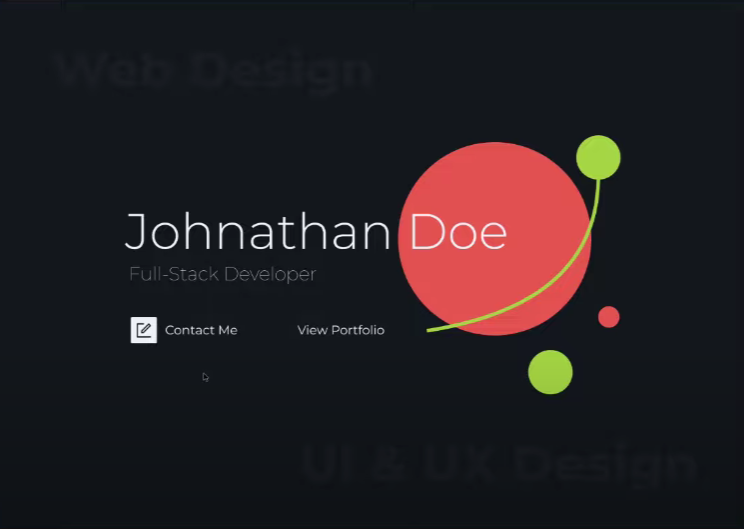 Web Design
Johnathan Doe
Full-Stack Developer
Contact Me
View Portfolio
UI & UX Design